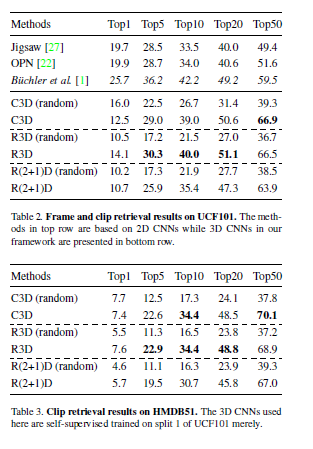 Methods Top1 Top5 Top10 Top20 Top50
Jigsaw [27] 19.7 28.5 33.5 40.0 49.4
OPN [22] 19.9 28.7 34.0 40.6 51.6
Büchler et al. [1] 25.7 36.2 42.2 49.2 59.5
C3D (random) 16.0 22.5 26.7 31.4 39.3
C3D 12.5 29.0 39.0 50.6 66.9
R3D (random) 10.5 17.2 21.5 27.0 36.7
R3D 14.1 30.3 40.0 51.1 66.5
R(2+1)D (random) 10.2 17.3 21.9 27.7 38.5
R(2+1)D 10.7 25.9 35.4 47.3 63.9
Table 2. Frame and clip retrieval results on UCF101. The meth-
ods in top row are based on 2D CNNs while 3D CNNs in our
framework are presented in bottom row.
Methods Top1 Top5 Top10 Top20 Top50
C3D (random) 7.7 12.5 17.3 24.1 37.8
C3D 7.4 22.6 34.4 48.5 70.1
R3D (random) 5.5 11.3 16.5 23.8 37.2
R3D 7.6 22.9 34.4 48.8 68.9
R(2+1)D (random) 4.6 11.1 16.3 23.9 39.3
R(2+1)D 5.7 19.5 30.7 45.8 67.0
Table 3. Clip retrieval results on HMDB51. The 3D CNNs used
here are self-supervised trained on split 1 of UCF101 merely.